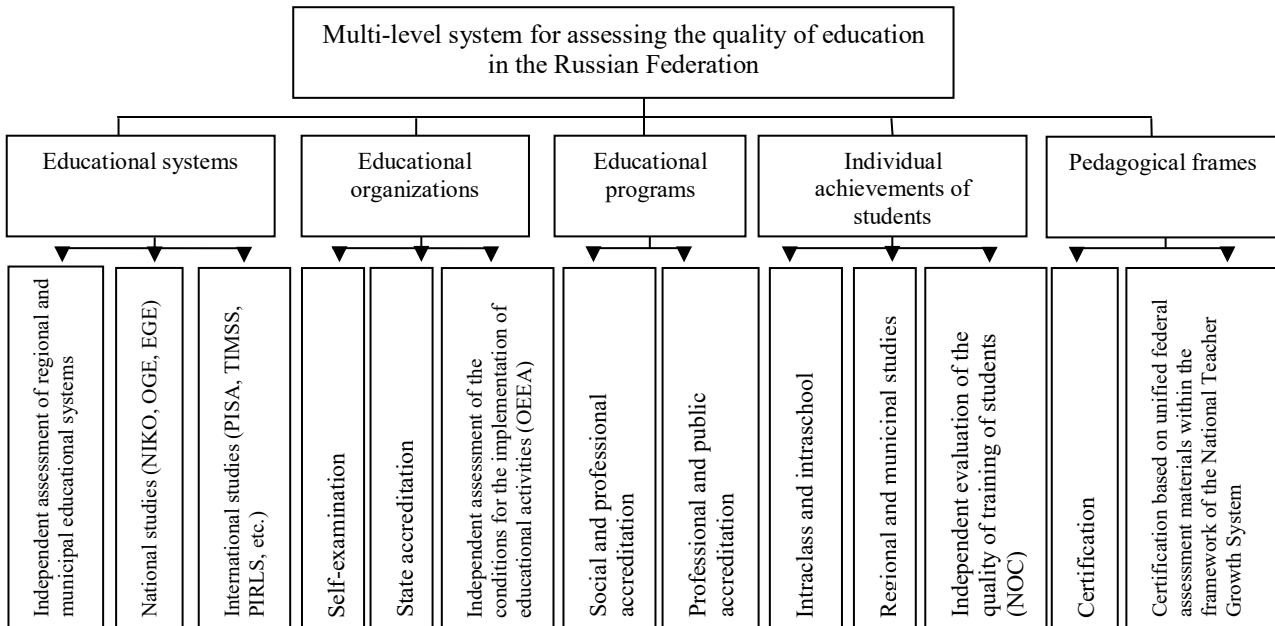 Multi-level system for assessing the quality of education
in the Russian Federation
Educational systems
Educational
organizations
Educational
programs
Individual
achievements of
students
Pedagogical frames
Independent assessment of regional and
municipal educational systems
National studies (NIKO, OGE, EGE)
International studies (PISA, TIMSS,
PIRLS, etc.)
Self-examination
State accreditation
Independent assessment of the
conditions for the implementation of
educational activities (OEEA)
Social and professional
accreditation
Professional and public
accreditation
Intraclass and intraschool
Regional and municipal studies
Independent evaluation of the
quality of training of students
(NOC)
Certification
Certification based on unified federal
assessment materials within the
framework of the National Teacher
Growth System